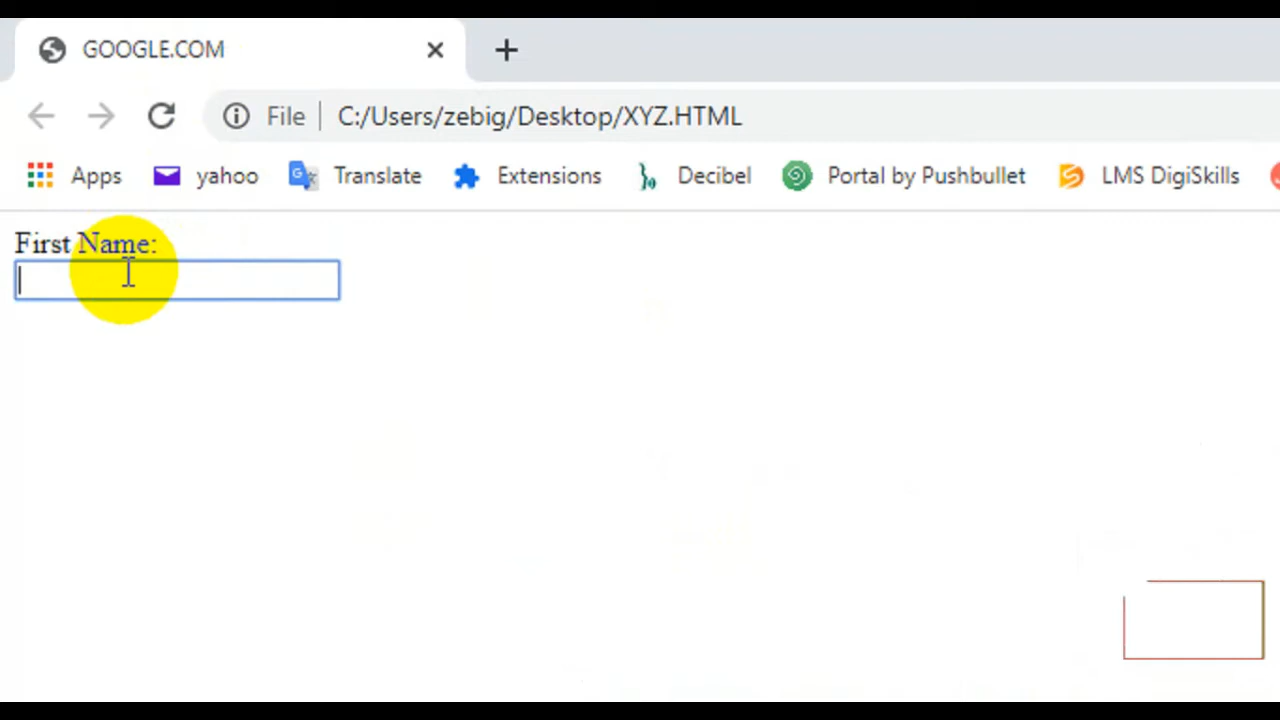 GOOGLE.COM
File C:/Users/zebig/Desktop/XYZ.HTML
Apps yahoo Translate Extensions Decibel Portal by Pushbullet LMS DigiSkills
First Name: